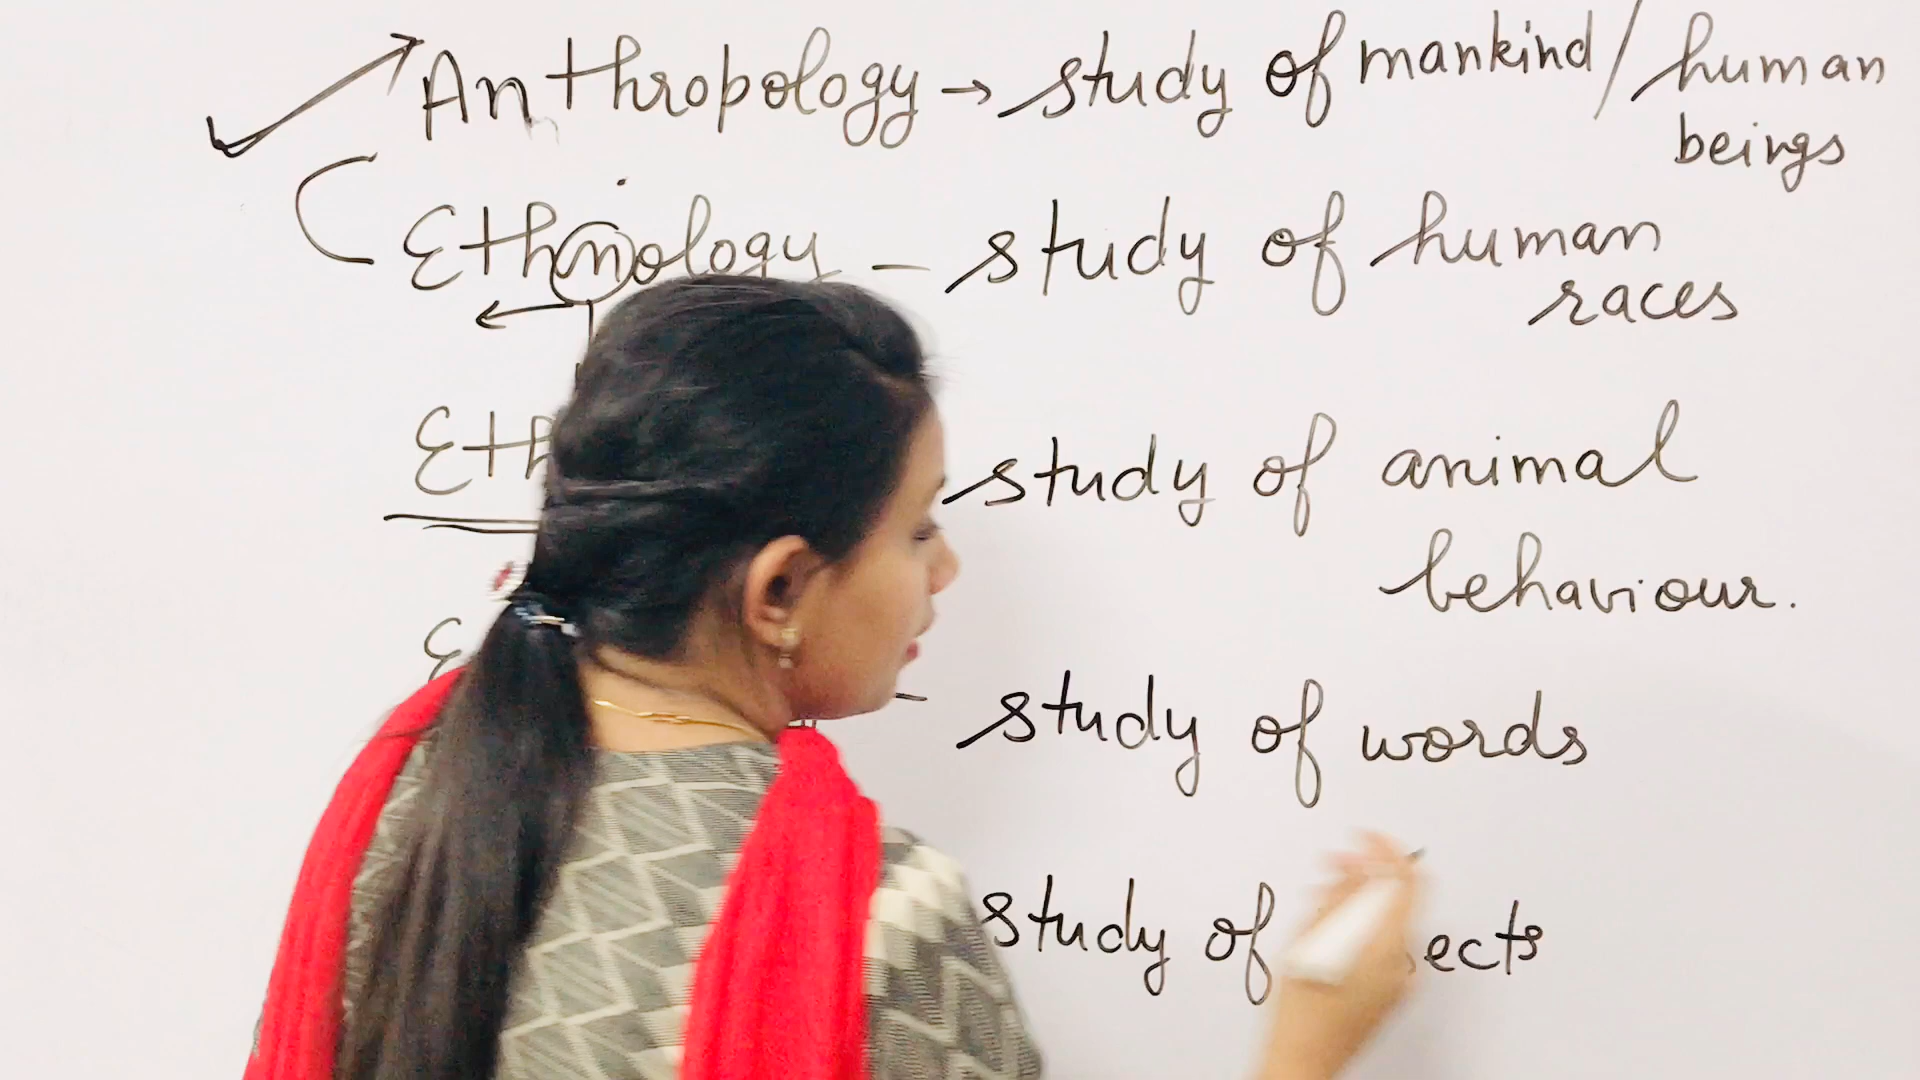 Anthropology → study of mankind / human
beings
Ethnology - study of human
races
study of animal
behaviour.
- study of words
study of